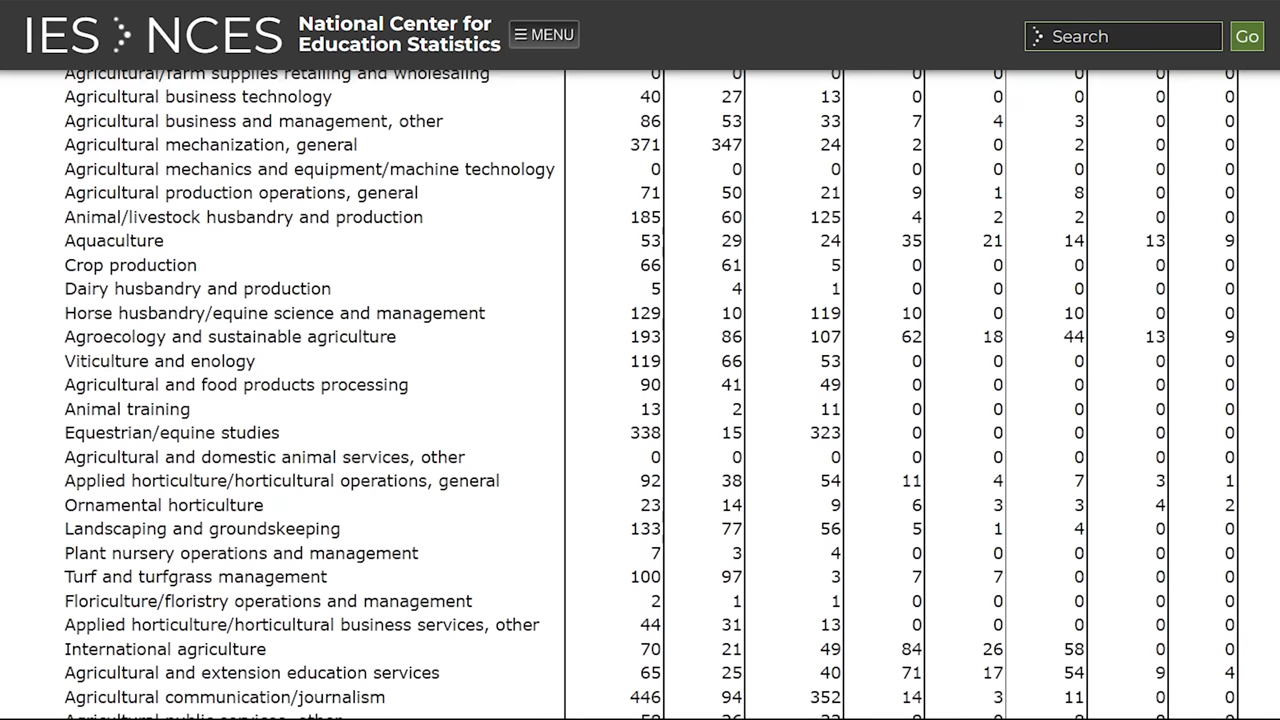 IES NCES National Center for Education Statistics ☰ MENU Search Go
Agricultural/farm supplies retailing and wholesaling 0 0 0 0 0 0 0 0
Agricultural business technology 40 27 13 0 0 0 0 0
Agricultural business and management, other 86 53 33 7 4 3 0 0
Agricultural mechanization, general 371 347 24 2 0 2 0 0
Agricultural mechanics and equipment/machine technology 0 0 0 0 0 0 0 0
Agricultural production operations, general 71 50 21 9 1 8 0 0
Animal/livestock husbandry and production 185 60 125 4 2 2 0 0
Aquaculture 53 29 24 35 21 14 13 9
Crop production 66 61 5 0 0 0 0 0
Dairy husbandry and production 5 4 1 0 0 0 0 0
Horse husbandry/equine science and management 129 10 119 10 0 10 0 0
Agroecology and sustainable agriculture 193 86 107 62 18 44 13 9
Viticulture and enology 119 66 53 0 0 0 0 0
Agricultural and food products processing 90 41 49 0 0 0 0 0
Animal training 13 2 11 0 0 0 0 0
Equestrian/equine studies 338 15 323 0 0 0 0 0
Agricultural and domestic animal services, other 0 0 0 0 0 0 0 0
Applied horticulture/horticultural operations, general 92 38 54 11 4 7 3 1
Ornamental horticulture 23 14 9 6 3 3 4 2
Landscaping and groundskeeping 133 77 56 5 1 4 0 0
Plant nursery operations and management 7 3 4 0 0 0 0 0
Turf and turfgrass management 100 97 3 7 7 0 0 0
Floriculture/floristry operations and management 2 1 1 0 0 0 0 0
Applied horticulture/horticultural business services, other 44 31 13 0 0 0 0 0
International agriculture 70 21 49 84 26 58 0 0
Agricultural and extension education services 65 25 40 71 17 54 9 4
Agricultural communication/journalism 446 94 352 14 3 11 0 0